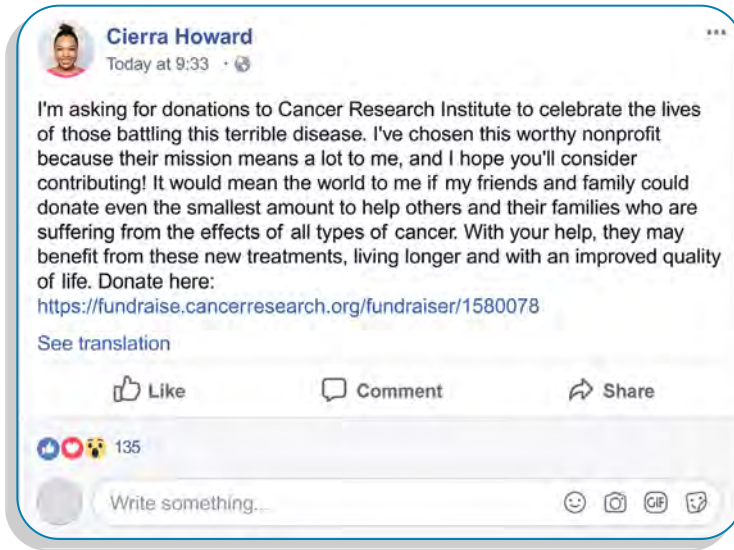 Cierra Howard
Today at 9:33 ·
I'm asking for donations to Cancer Research Institute to celebrate the lives
of those battling this terrible disease. I've chosen this worthy nonprofit
because their mission means a lot to me, and I hope you'll consider
contributing! It would mean the world to me if my friends and family could
donate even the smallest amount to help others and their families who are
suffering from the effects of all types of cancer. With your help, they may
benefit from these new treatments, living longer and with an improved quality
of life. Donate here:
https://fundraise.cancerresearch.org/fundraiser/1580078
See translation
Like Comment Share
135
Write something... GIF